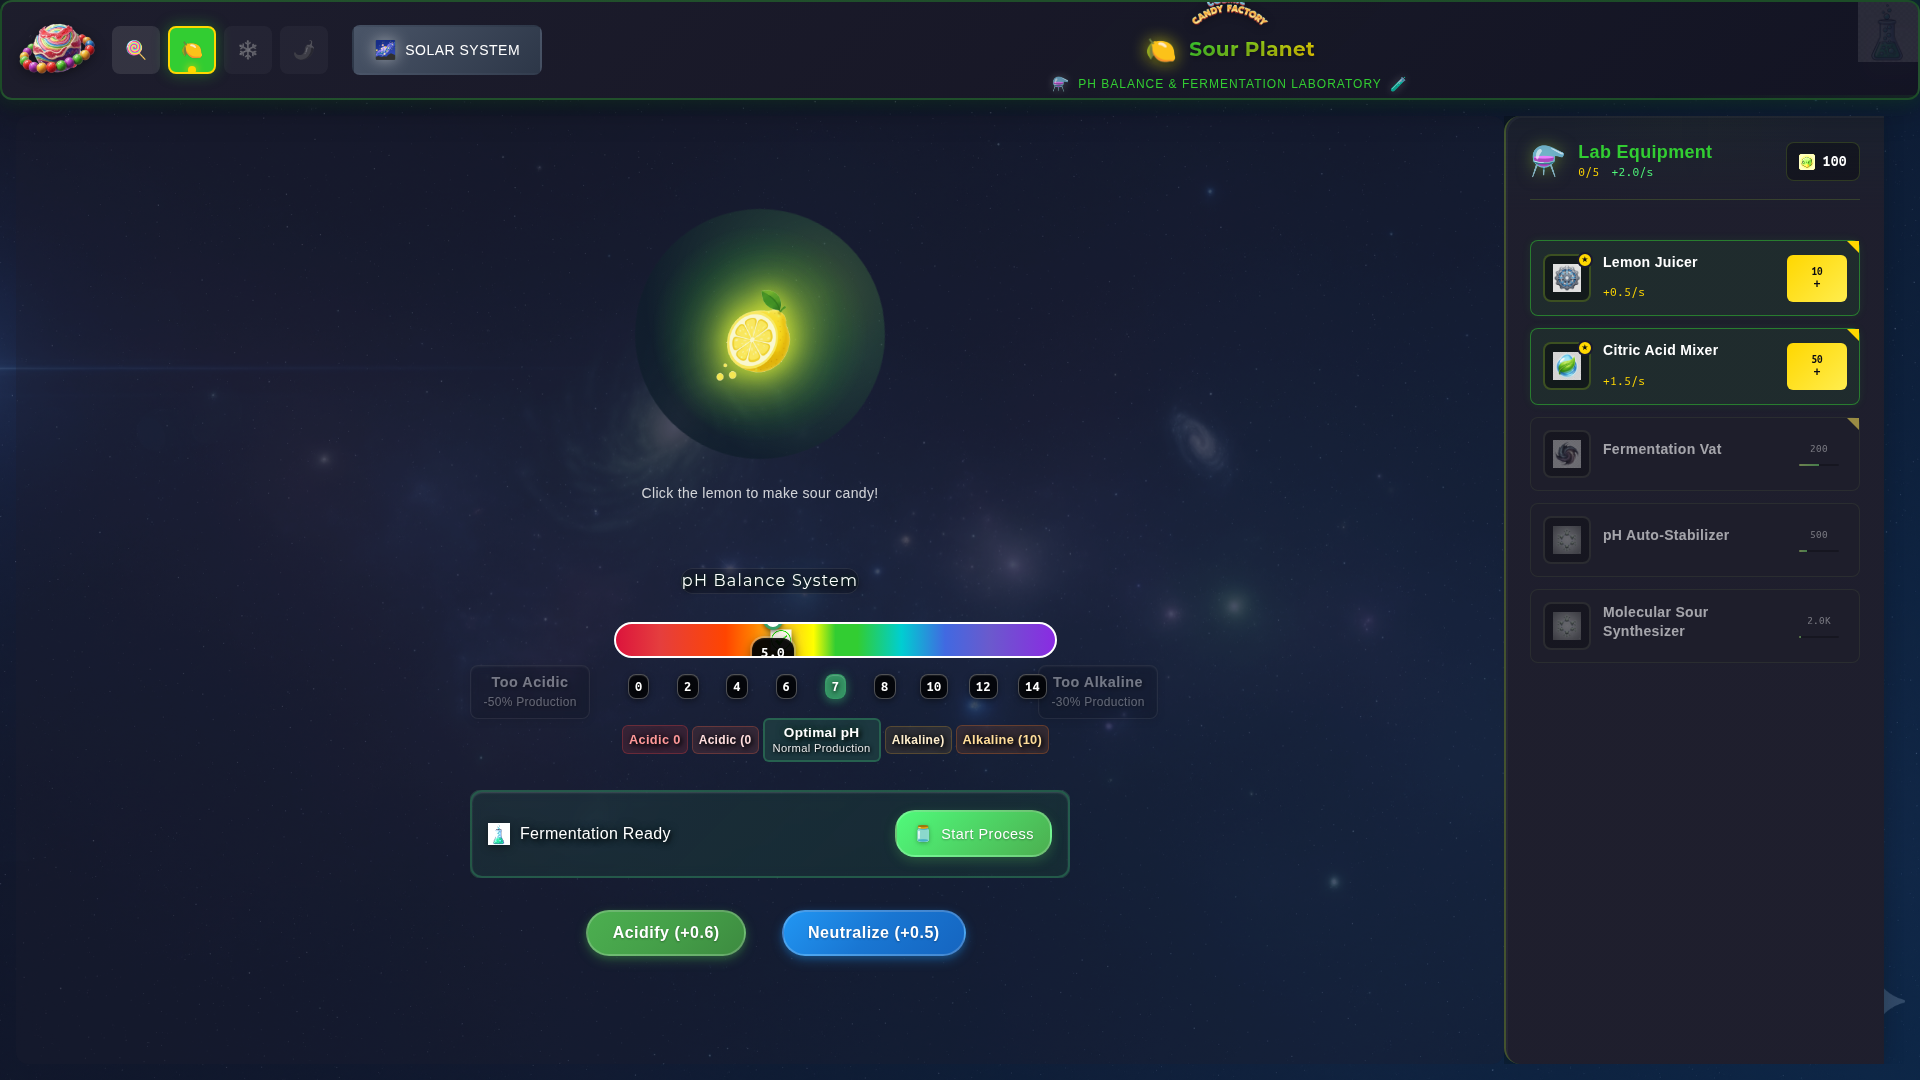 SOLAR SYSTEM
CANDY FACTORY
Sour Planet
PH BALANCE & FERMENTATION LABORATORY
Lab Equipment
0/5 +2.0/s
100
Lemon Juicer
+0.5/s
10
+
Citric Acid Mixer
+1.5/s
50
+
Fermentation Vat
200
pH Auto-Stabilizer
500
Molecular Sour
Synthesizer
2.0K
Click the lemon to make sour candy!
pH Balance System
5.0
Too Acidic
-50% Production
0 2 4 6 7 8 10 12 14
Too Alkaline
-30% Production
Acidic 0
Acidic (0
Optimal pH
Normal Production
Alkaline)
Alkaline (10)
Fermentation Ready
Start Process
Acidify (+0.6)
Neutralize (+0.5)